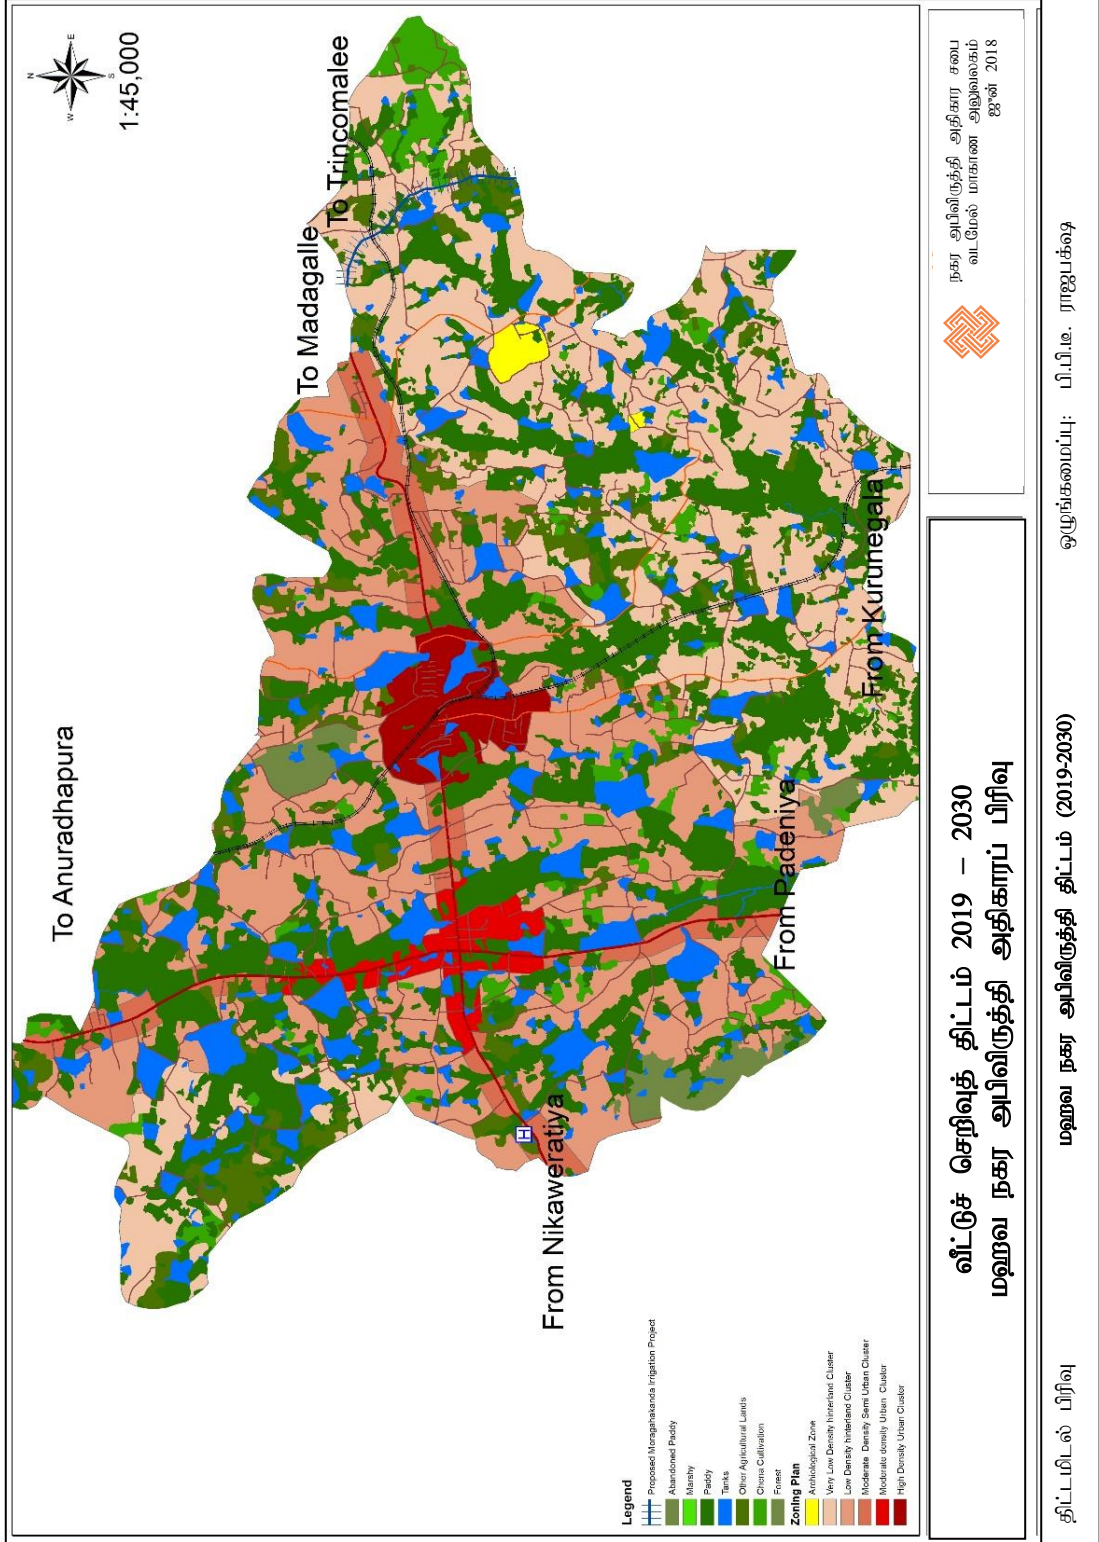 N
E
S
W
1:45,000
To Anuradhapura
To Madagalle
To Trincomalee
From Nikaweratiya
From Padeniya
From Kurunegala
H
Legend
Proposed Moragahakanda Irrigation Project
Abandoned Paddy
Marshy
Paddy
Tanks
Other Agricultural Lands
Chena Cultivation
Forest
Zoning Plan
Archiological Zone
Very Low Density hinterland Cluster
Low Density hinterland Cluster
Moderate Density Semi Urban Cluster
Moderate density Urban Cluster
High Density Urban Cluster
வீட்டுச் செறிவுத் திட்டம் 2019 – 2030
மஹவ நகர அபிவிருத்தி அதிகாரப் பிரிவு
நகர அபிவிருத்தி அதிகார சபை
வடமேல் மாகாண அலுவலகம்
ஜுன் 2018
திட்டமிடல் பிரிவு
மஹவ நகர அபிவிருத்தி திட்டம் (2019-2030)
ஒழுங்கமைப்பு: பி.பி.டீ. ராஜபக்ஷ